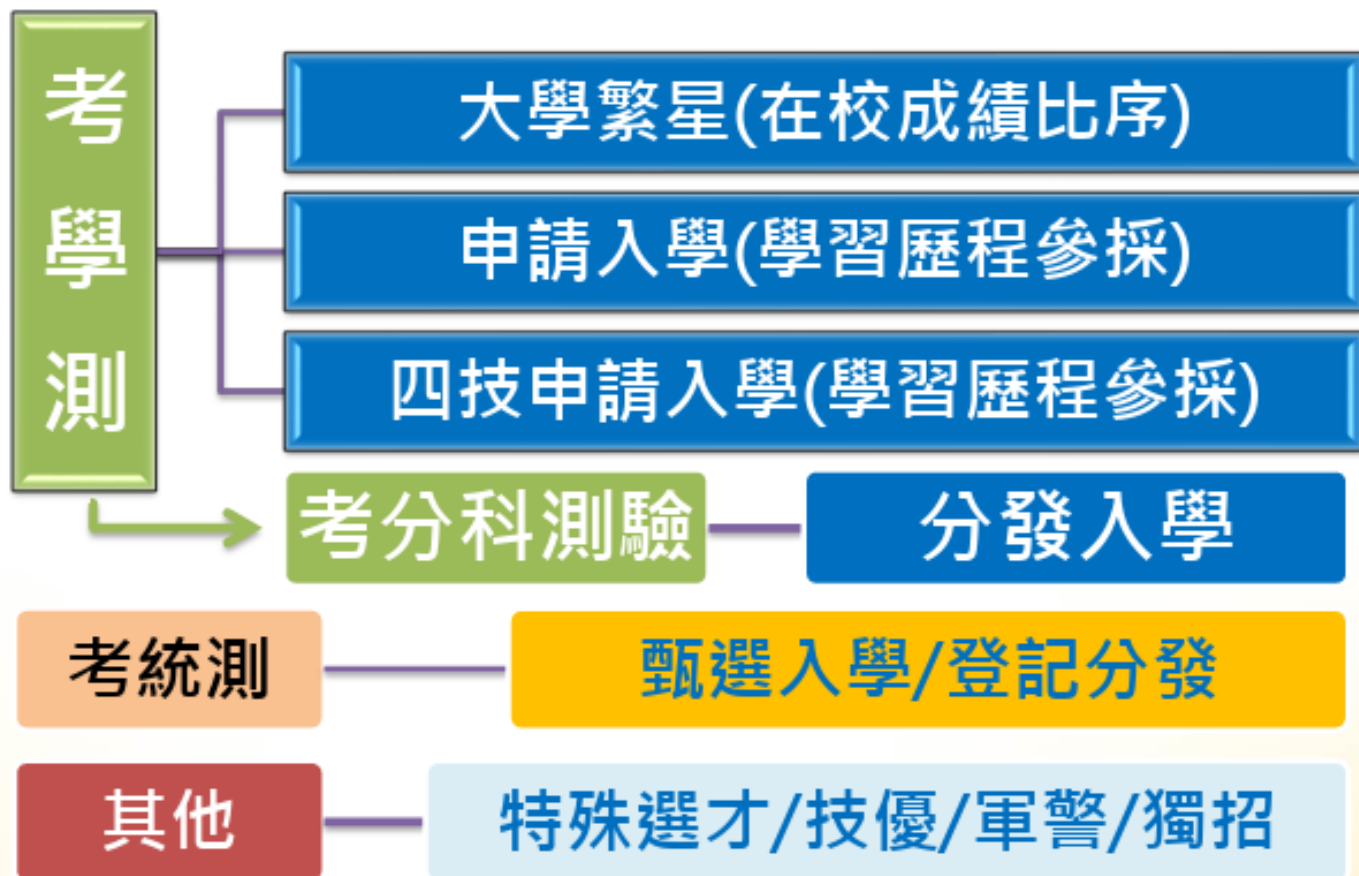 考學測
大學繁星(在校成績比序)
申請入學(學習歷程參採)
四技申請入學(學習歷程參採)
考分科測驗
分發入學
考統測
甄選入學/登記分發
其他
特殊選才/技優/軍警/獨招